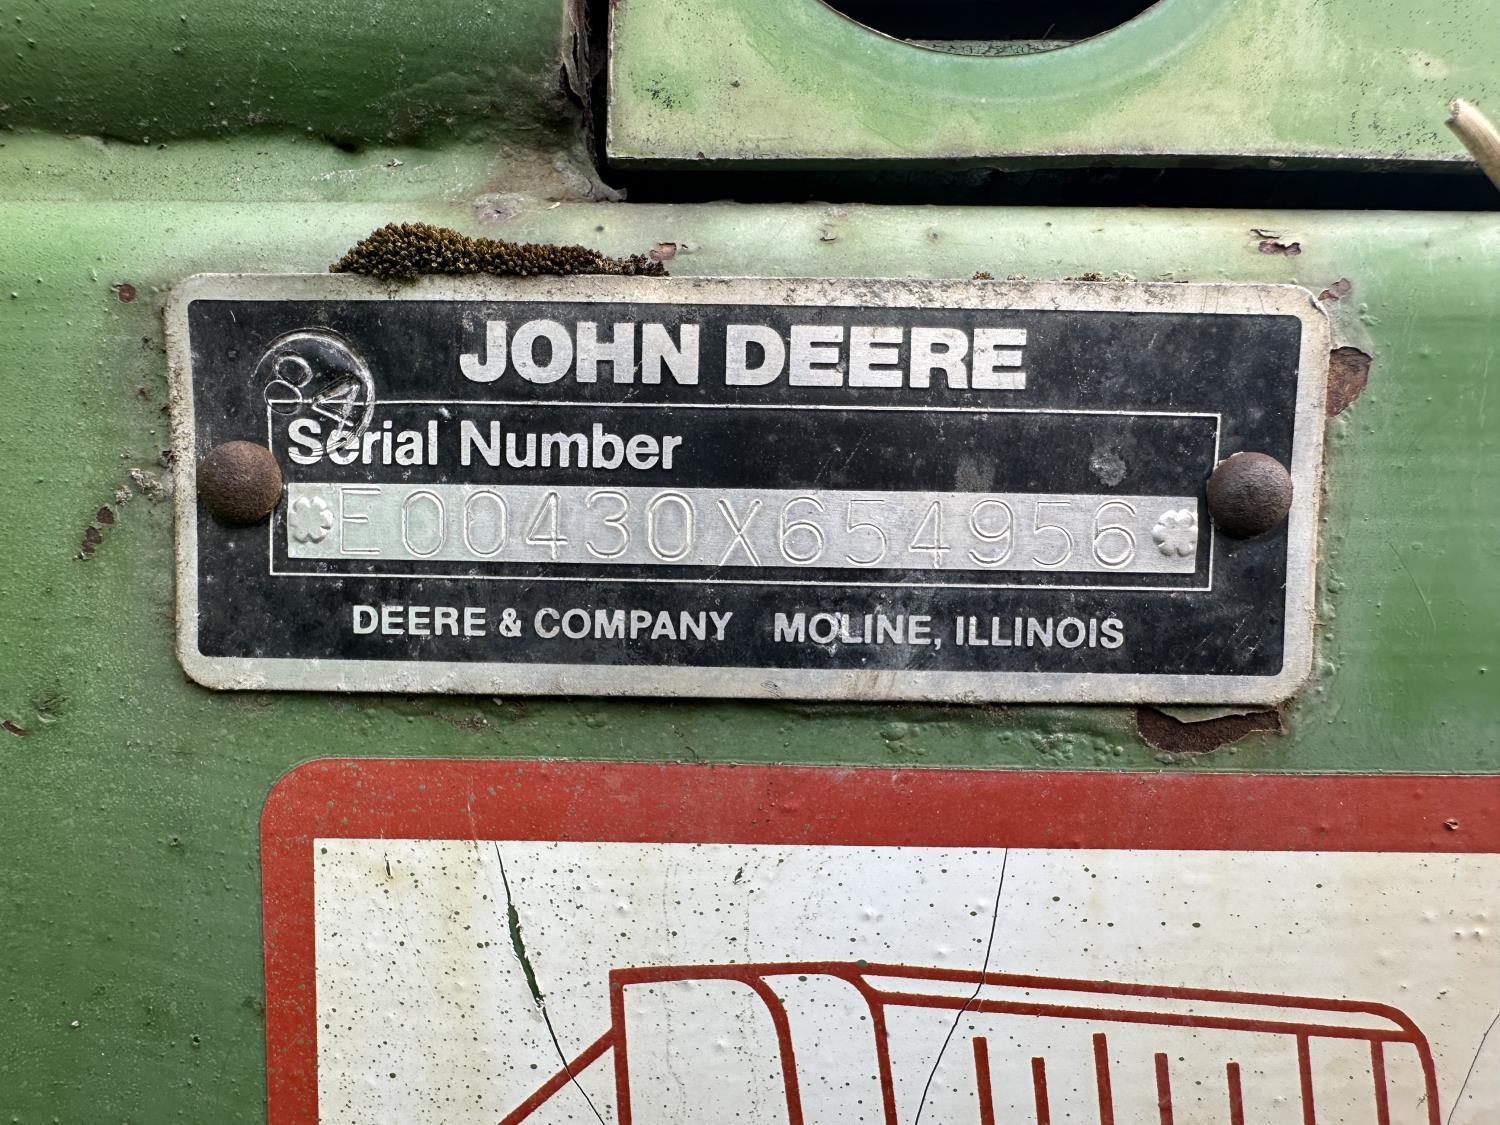 JOHN DEERE
84
Serial Number
E00430X654956
DEERE & COMPANY MOLINE, ILLINOIS